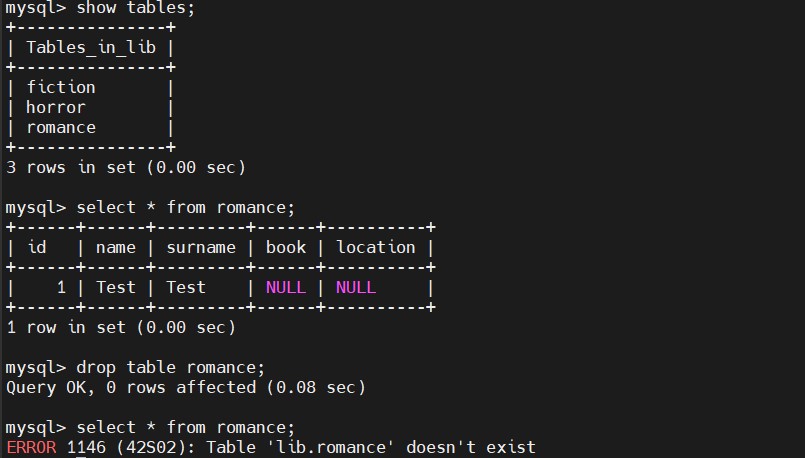 mysql> show tables;
+---------------+
| Tables_in_lib |
+---------------+
| fiction       |
| horror        |
| romance       |
+---------------+
3 rows in set (0.00 sec)

mysql> select * from romance;
+------+------+---------+------+----------+
| id   | name | surname | book | location |
+------+------+---------+------+----------+
|    1 | Test | Test    | NULL | NULL     |
+------+------+---------+------+----------+
1 row in set (0.00 sec)

mysql> drop table romance;
Query OK, 0 rows affected (0.08 sec)

mysql> select * from romance;
ERROR 1146 (42S02): Table 'lib.romance' doesn't exist